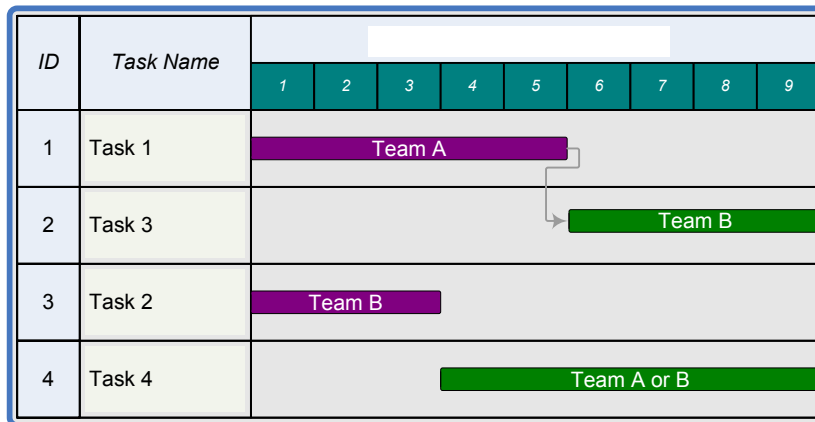 ID Task Name
1 2 3 4 5 6 7 8 9
1 Task 1 Team A
2 Task 3 Team B
3 Task 2 Team B
4 Task 4 Team A or B